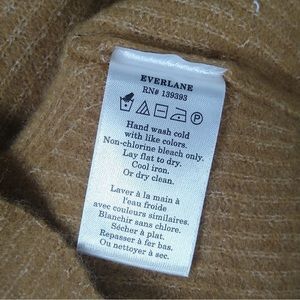 EVERLANE
RN# 139393
Hand wash cold
with like colors.
Non-chlorine bleach only.
Lay flat to dry.
Cool iron.
Or dry clean.
Laver à la main à
l'eau froide
avec couleurs similaires.
Blanchir sans chlore.
Sécher à plat.
Repasser à fer bas.
Ou nettoyer à sec.